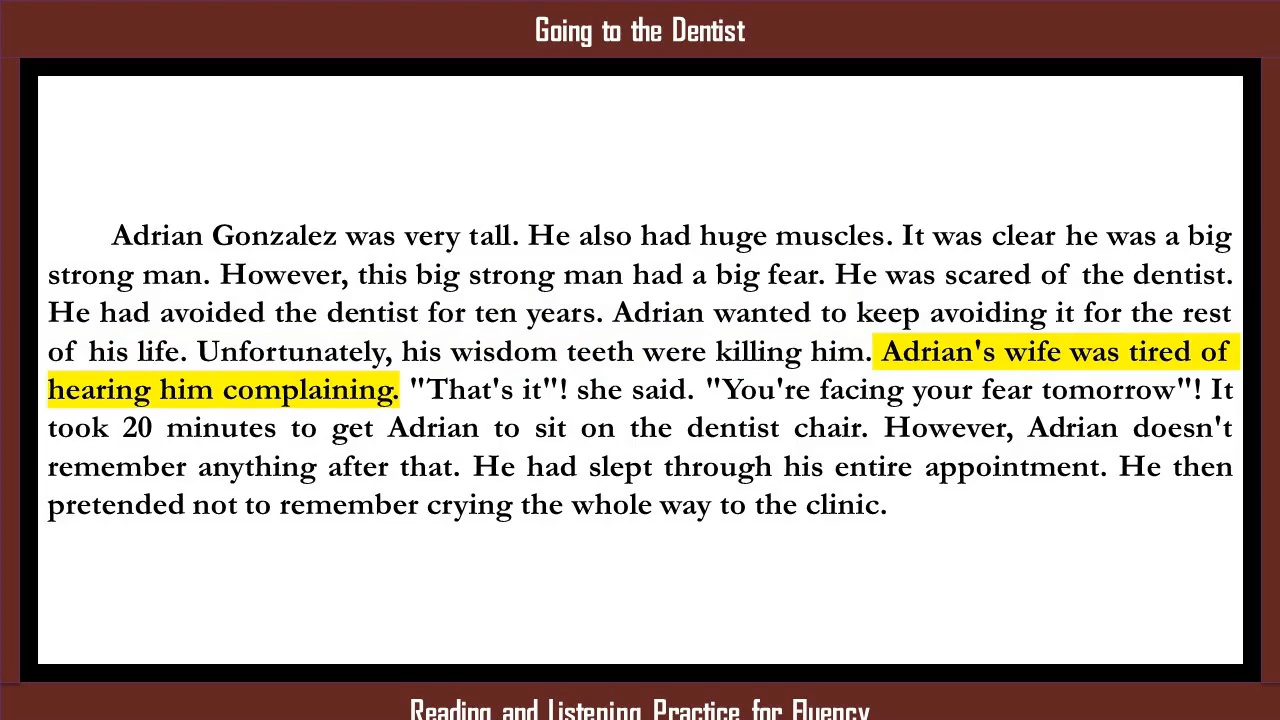 Going to the Dentist
Adrian Gonzalez was very tall. He also had huge muscles. It was clear he was a big
strong man. However, this big strong man had a big fear. He was scared of the dentist.
He had avoided the dentist for ten years. Adrian wanted to keep avoiding it for the rest
of his life. Unfortunately, his wisdom teeth were killing him. Adrian's wife was tired of
hearing him complaining. "That's it"! she said. "You're facing your fear tomorrow"! It
took 20 minutes to get Adrian to sit on the dentist chair. However, Adrian doesn't
remember anything after that. He had slept through his entire appointment. He then
pretended not to remember crying the whole way to the clinic.
Reading and Listening Practice for Fluency